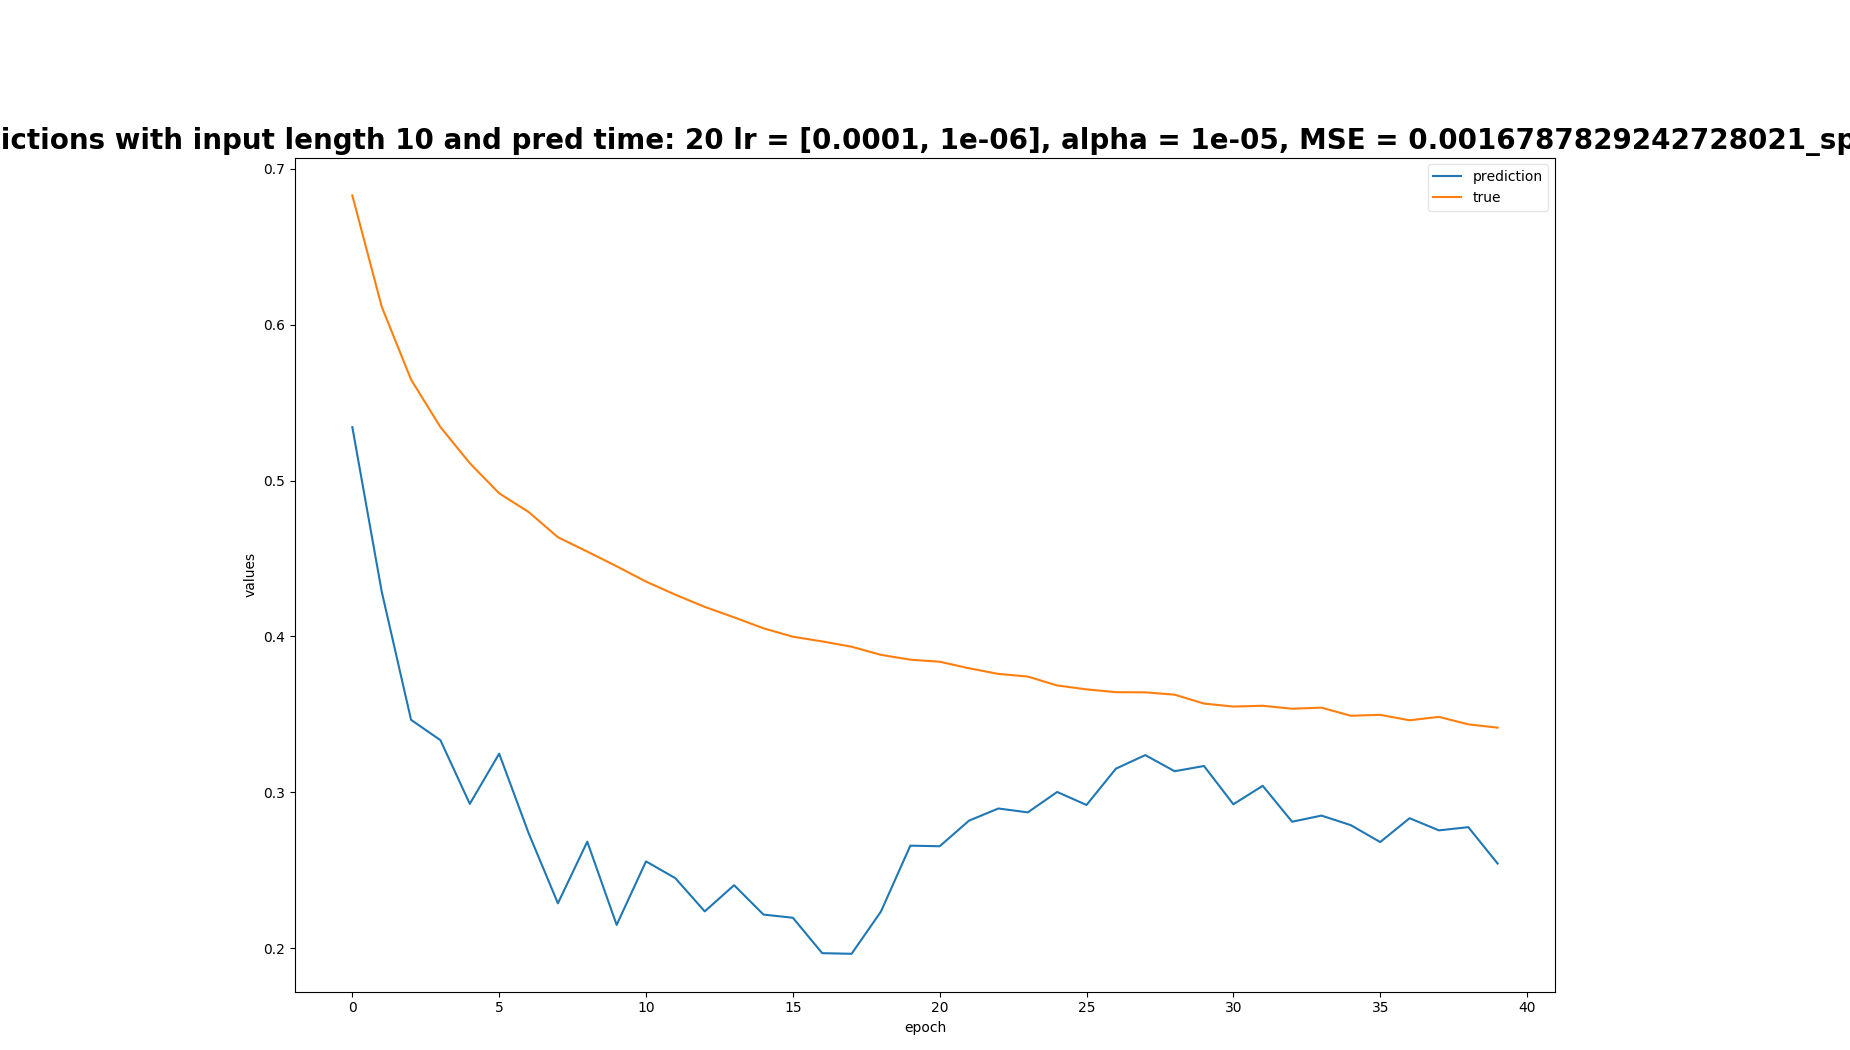 ictions with input length 10 and pred time: 20 lr = [0.0001, 1e-06], alpha = 1e-05, MSE = 0.0016787829242728021_sp
prediction
true
0.7
0.6
0.5
0.4
0.3
0.2
values
0 5 10 15 20 25 30 35 40
epoch